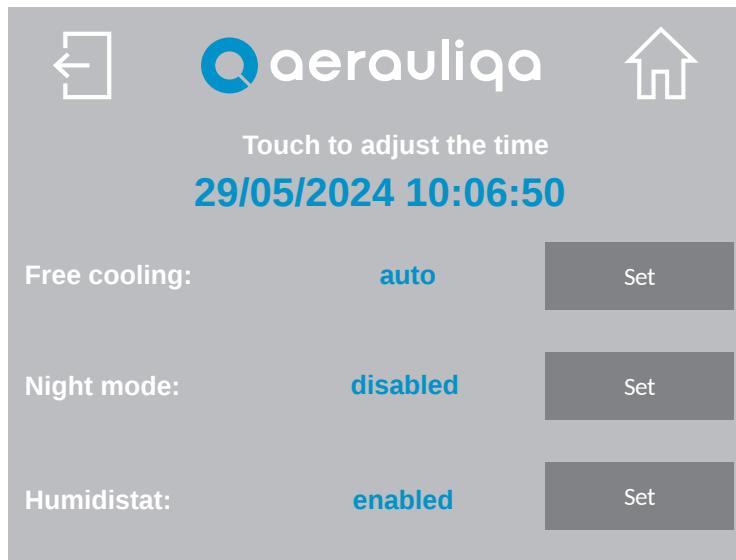 aerauliqa
Touch to adjust the time
29/05/2024 10:06:50
Free cooling: auto Set
Night mode: disabled Set
Humidistat: enabled Set